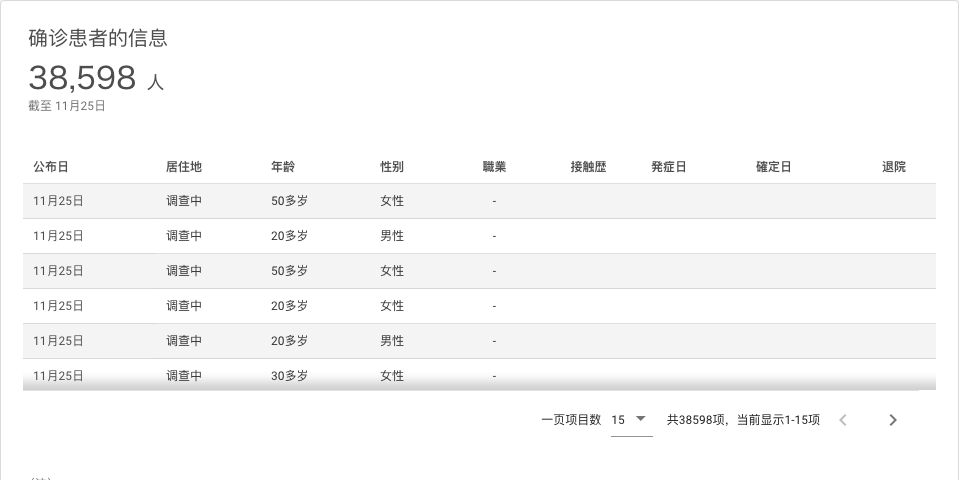 确诊患者的信息
38,598 人
截至 11月25日
公布日 居住地 年龄 性别 職業 接触歴 発症日 確定日 退院
11月25日 调查中 50多岁 女性 -
11月25日 调查中 20多岁 男性 -
11月25日 调查中 50多岁 女性 -
11月25日 调查中 20多岁 女性 -
11月25日 调查中 20多岁 男性 -
11月25日 调查中 30多岁 女性 -
一页项目数 15 共38598项，当前显示1-15项